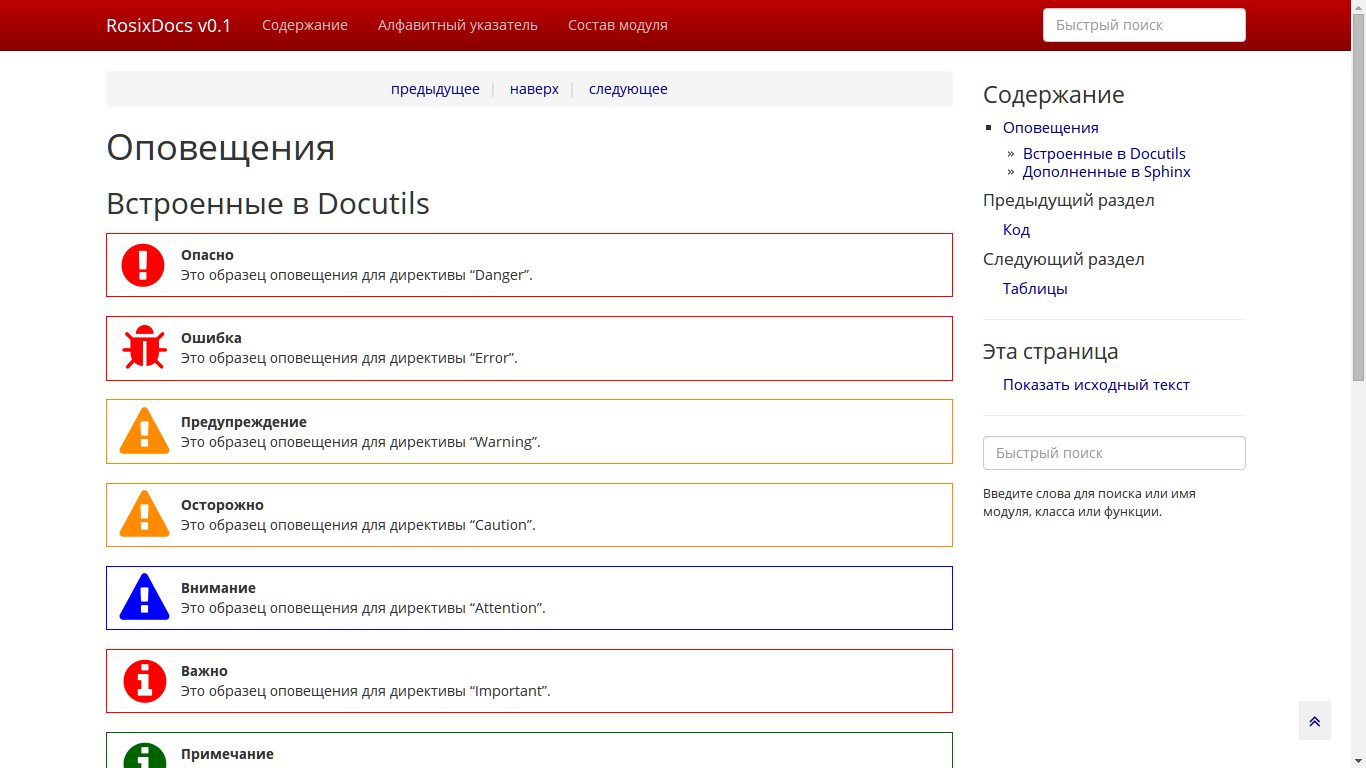 RosixDocs v0.1 Содержание Алфавитный указатель Состав модуля Быстрый поиск
предыдущее | наверх | следующее
Оповещения
Встроенные в Docutils
Опасно
Это образец оповещения для директивы “Danger”.
Ошибка
Это образец оповещения для директивы “Error”.
Предупреждение
Это образец оповещения для директивы “Warning”.
Осторожно
Это образец оповещения для директивы “Caution”.
Внимание
Это образец оповещения для директивы “Attention”.
Важно
Это образец оповещения для директивы “Important”.
Примечание
Содержание
Оповещения
» Встроенные в Docutils
» Дополненные в Sphinx
Предыдущий раздел
Код
Следующий раздел
Таблицы
Эта страница
Показать исходный текст
Быстрый поиск
Введите слова для поиска или имя
модуля, класса или функции.